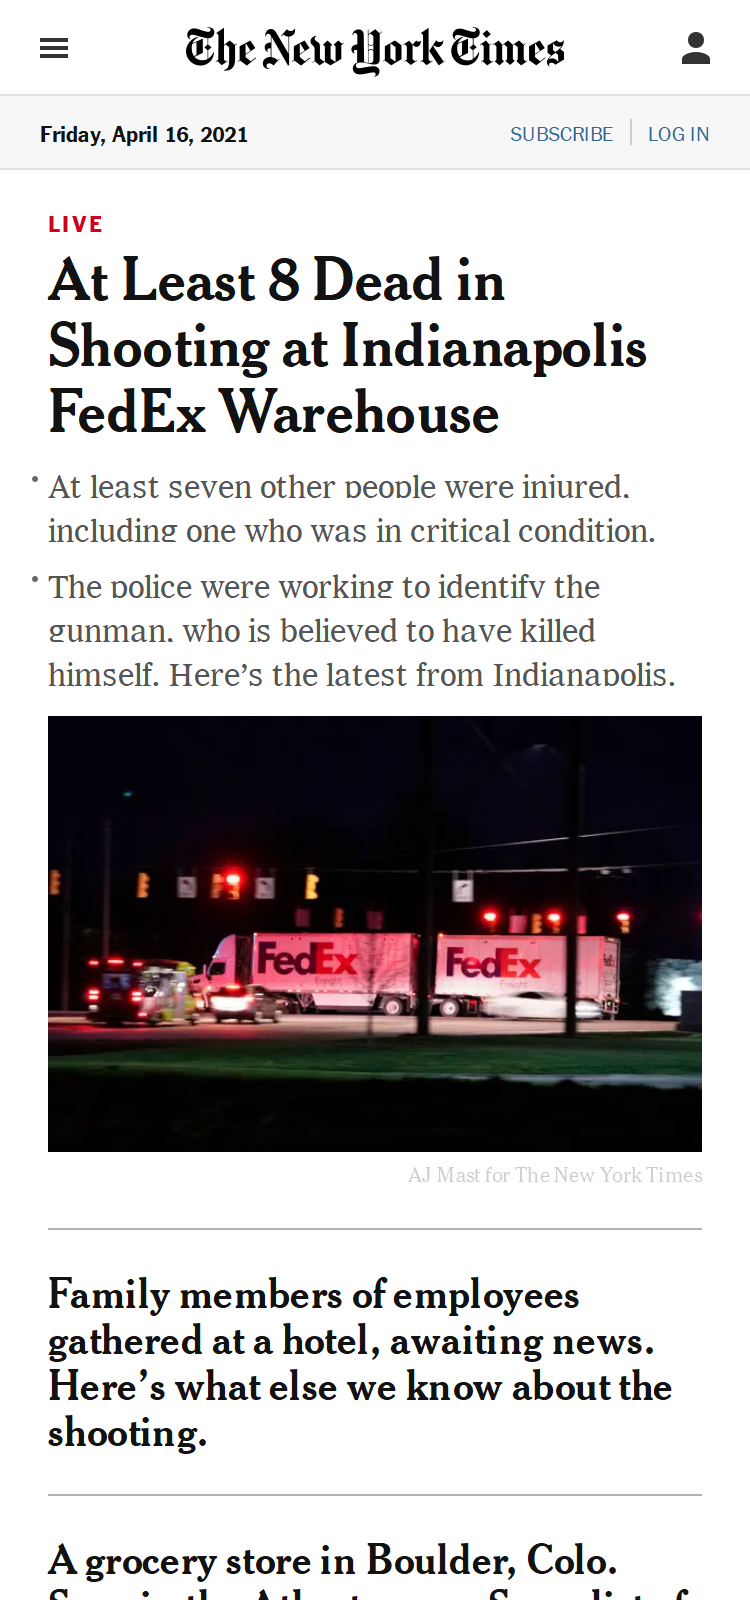 The New York Times
Friday, April 16, 2021
SUBSCRIBE
LOG IN
LIVE
At Least 8 Dead in
Shooting at Indianapolis
FedEx Warehouse
• At least seven other people were injured,
including one who was in critical condition.
• The police were working to identify the
gunman, who is believed to have killed
himself. Here’s the latest from Indianapolis.
FedEx
Freight
FedEx
Freight
AJ Mast for The New York Times
Family members of employees
gathered at a hotel, awaiting news.
Here’s what else we know about the
shooting.
A grocery store in Boulder, Colo.